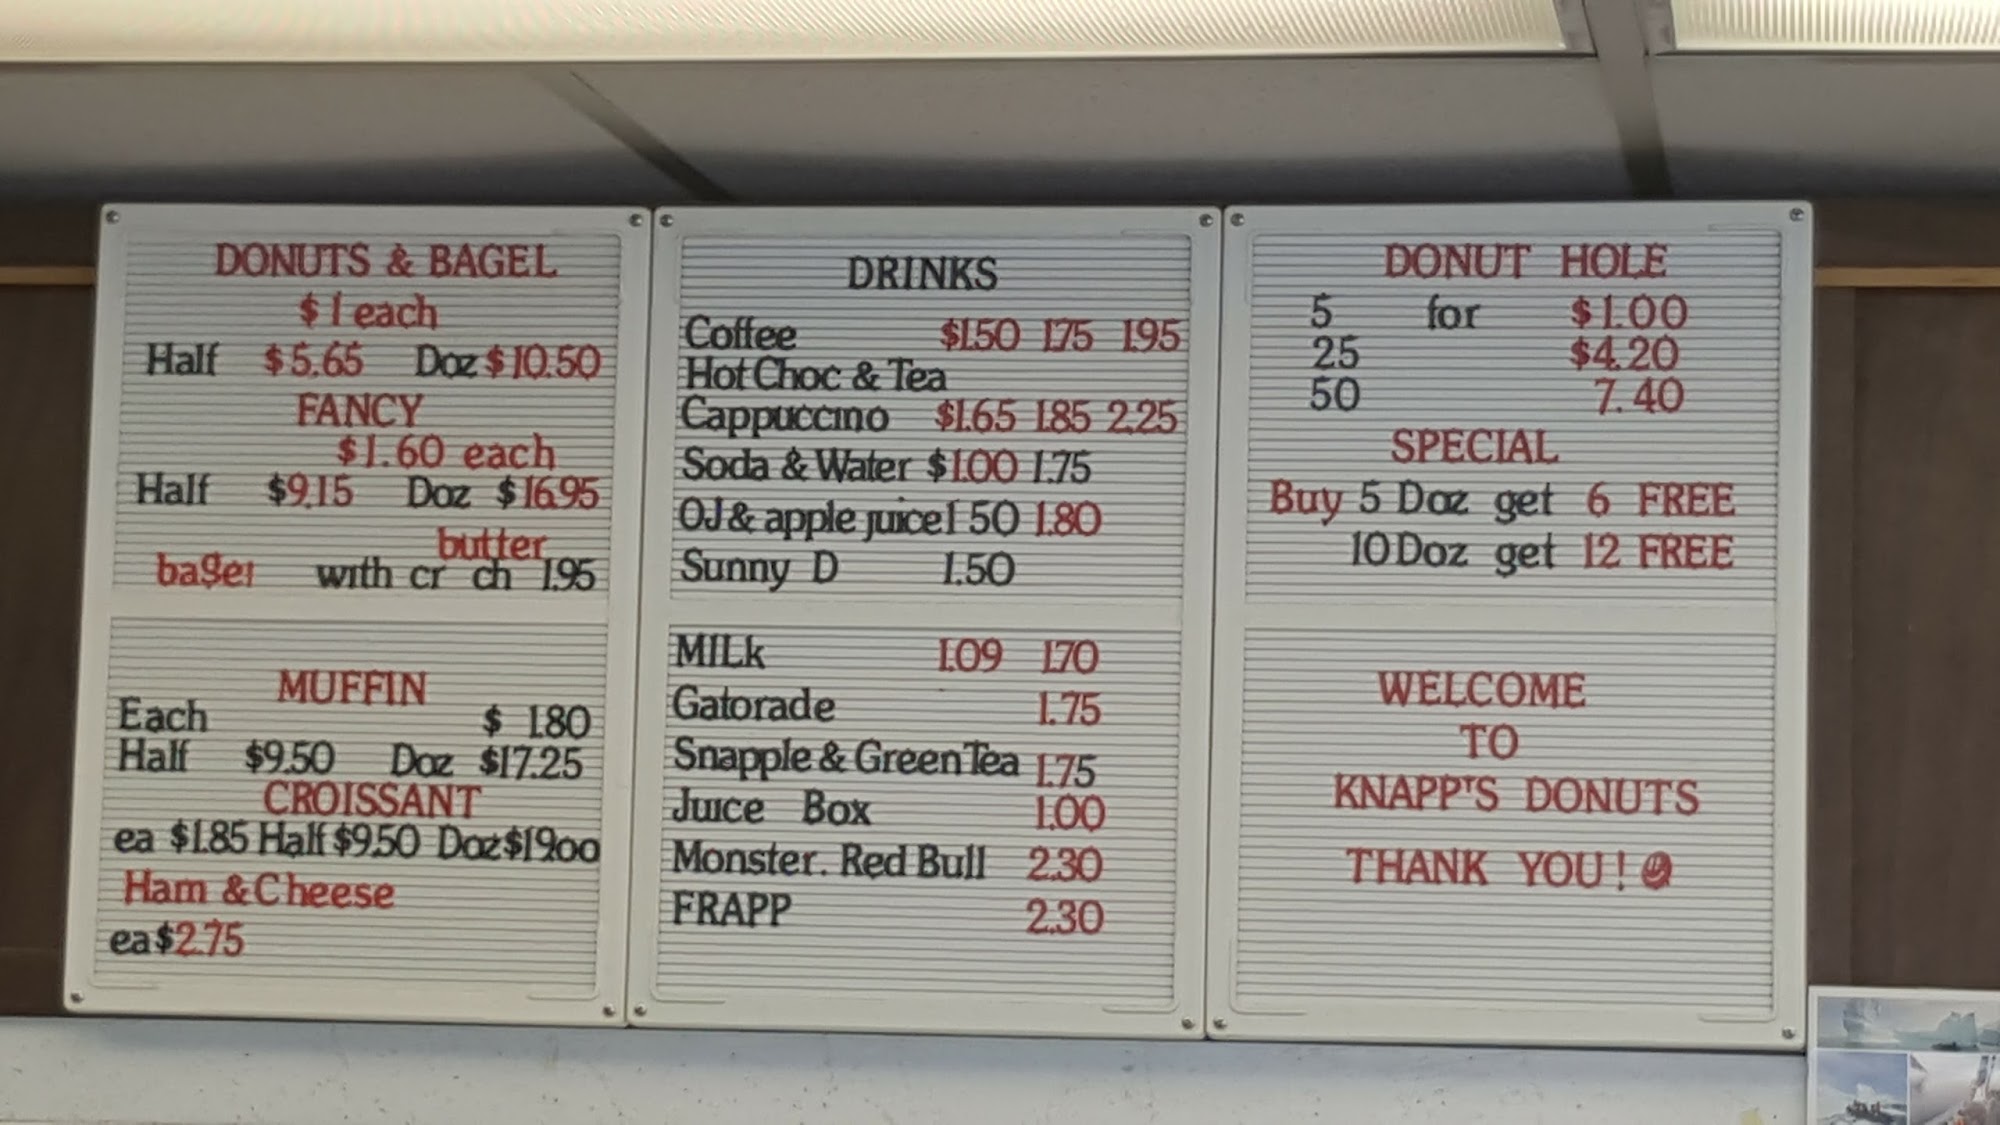 DONUTS & BAGEL
$1 each
Half $5.65 Doz $10.50
FANCY
$1.60 each
Half $9.15 Doz $16.95
butter
bagel with cr ch 1.95
MUFFIN
Each $ 1.80
Half $9.50 Doz $17.25
CROISSANT
ea $1.85 Half $9.50 Doz $19.00
Ham & Cheese
ea $2.75
DRINKS
Coffee $1.50 1.75 1.95
Hot Choc & Tea
Cappuccino $1.65 1.85 2.25
Soda & Water $1.00 1.75
OJ & apple juice 1 50 1.80
Sunny D 1.50
MILk 1.09 1.70
Gatorade 1.75
Snapple & Green Tea 1.75
Juice Box 1.00
Monster. Red Bull 2.30
FRAPP 2.30
DONUT HOLE
5 for $1.00
25 $4.20
50 7.40
SPECIAL
Buy 5 Doz get 6 FREE
10 Doz get 12 FREE
WELCOME
TO
KNAPP'S DONUTS
THANK YOU!